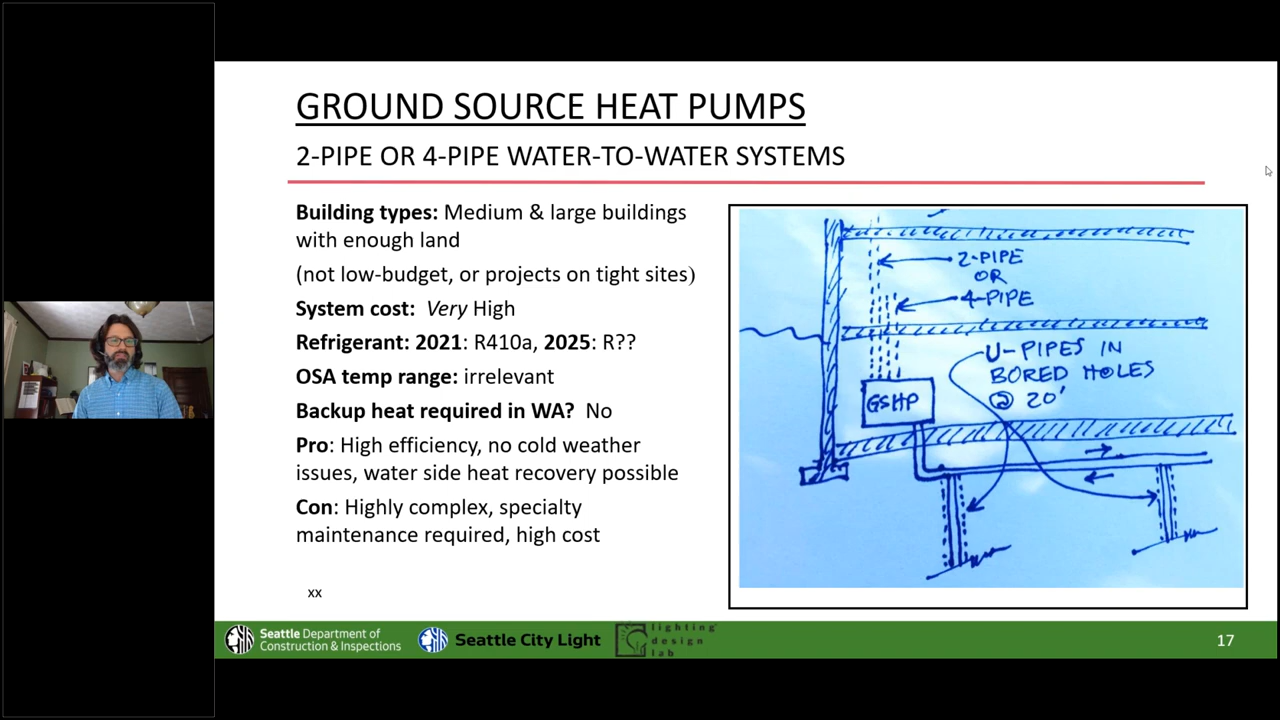 GROUND SOURCE HEAT PUMPS
2-PIPE OR 4-PIPE WATER-TO-WATER SYSTEMS
Building types: Medium & large buildings
with enough land
(not low-budget, or projects on tight sites)
System cost: Very High
Refrigerant: 2021: R410a, 2025: R??
OSA temp range: irrelevant
Backup heat required in WA? No
Pro: High efficiency, no cold weather
issues, water side heat recovery possible
Con: Highly complex, specialty
maintenance required, high cost
xx
2-PIPE
OR
4-PIPE
U-PIPES IN
BORED HOLES
@ 20'
GSHP
Seattle Department of
Construction & Inspections
Seattle City Light
lighting
design
lab
17